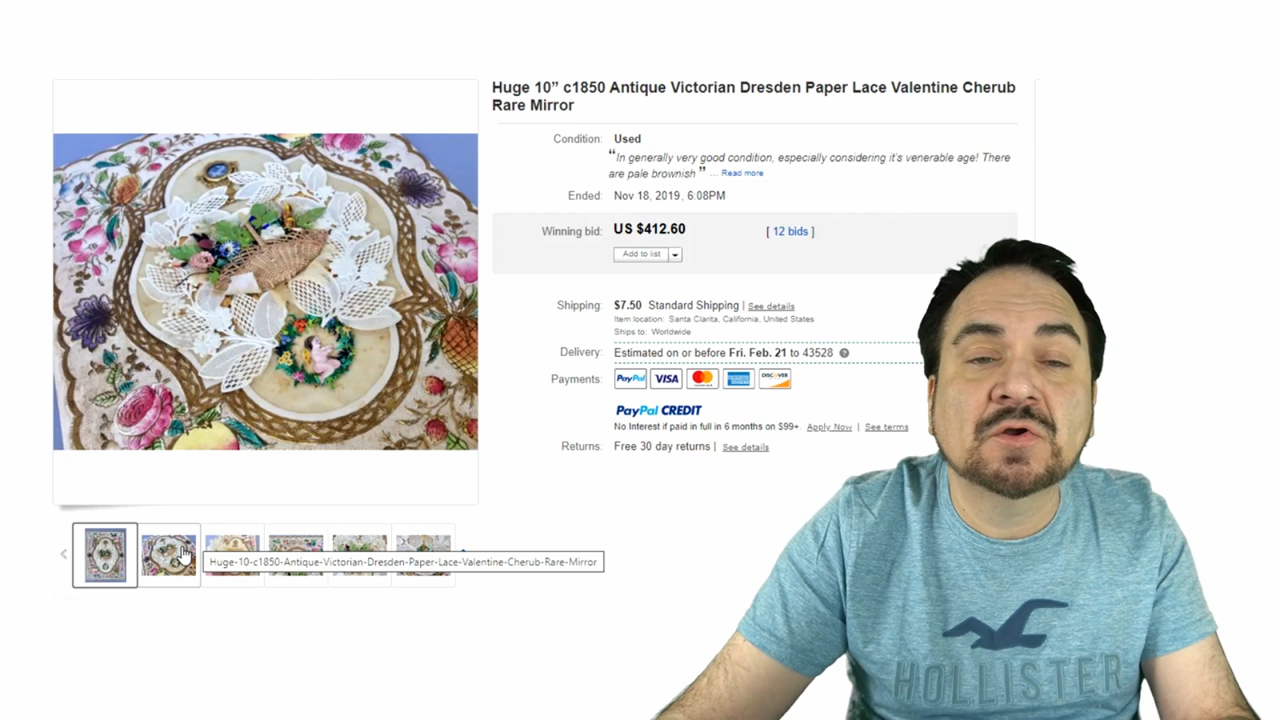 Huge 10” c1850 Antique Victorian Dresden Paper Lace Valentine Cherub
Rare Mirror
Condition: Used
“In generally very good condition, especially considering it's venerable age! There
are pale brownish ” ... Read more
Ended: Nov 18, 2019 , 6:08PM
Winning bid: US $412.60 [ 12 bids ]
Add to list
Shipping: $7.50 Standard Shipping | See details
Item location: Santa Clarita, California, United States
Ships to: Worldwide
Delivery: Estimated on or before Fri. Feb. 21 to 43528 ?
Payments: PayPal VISA MasterCard AMERICAN EXPRESS DISCOVER
PayPal CREDIT
No Interest if paid in full in 6 months on $99+. Apply Now | See terms
Returns: Free 30 day returns | See details
Huge-10-c1850-Antique-Victorian-Dresden-Paper-Lace-Valentine-Cherub-Rare-Mirror
HOLLISTER